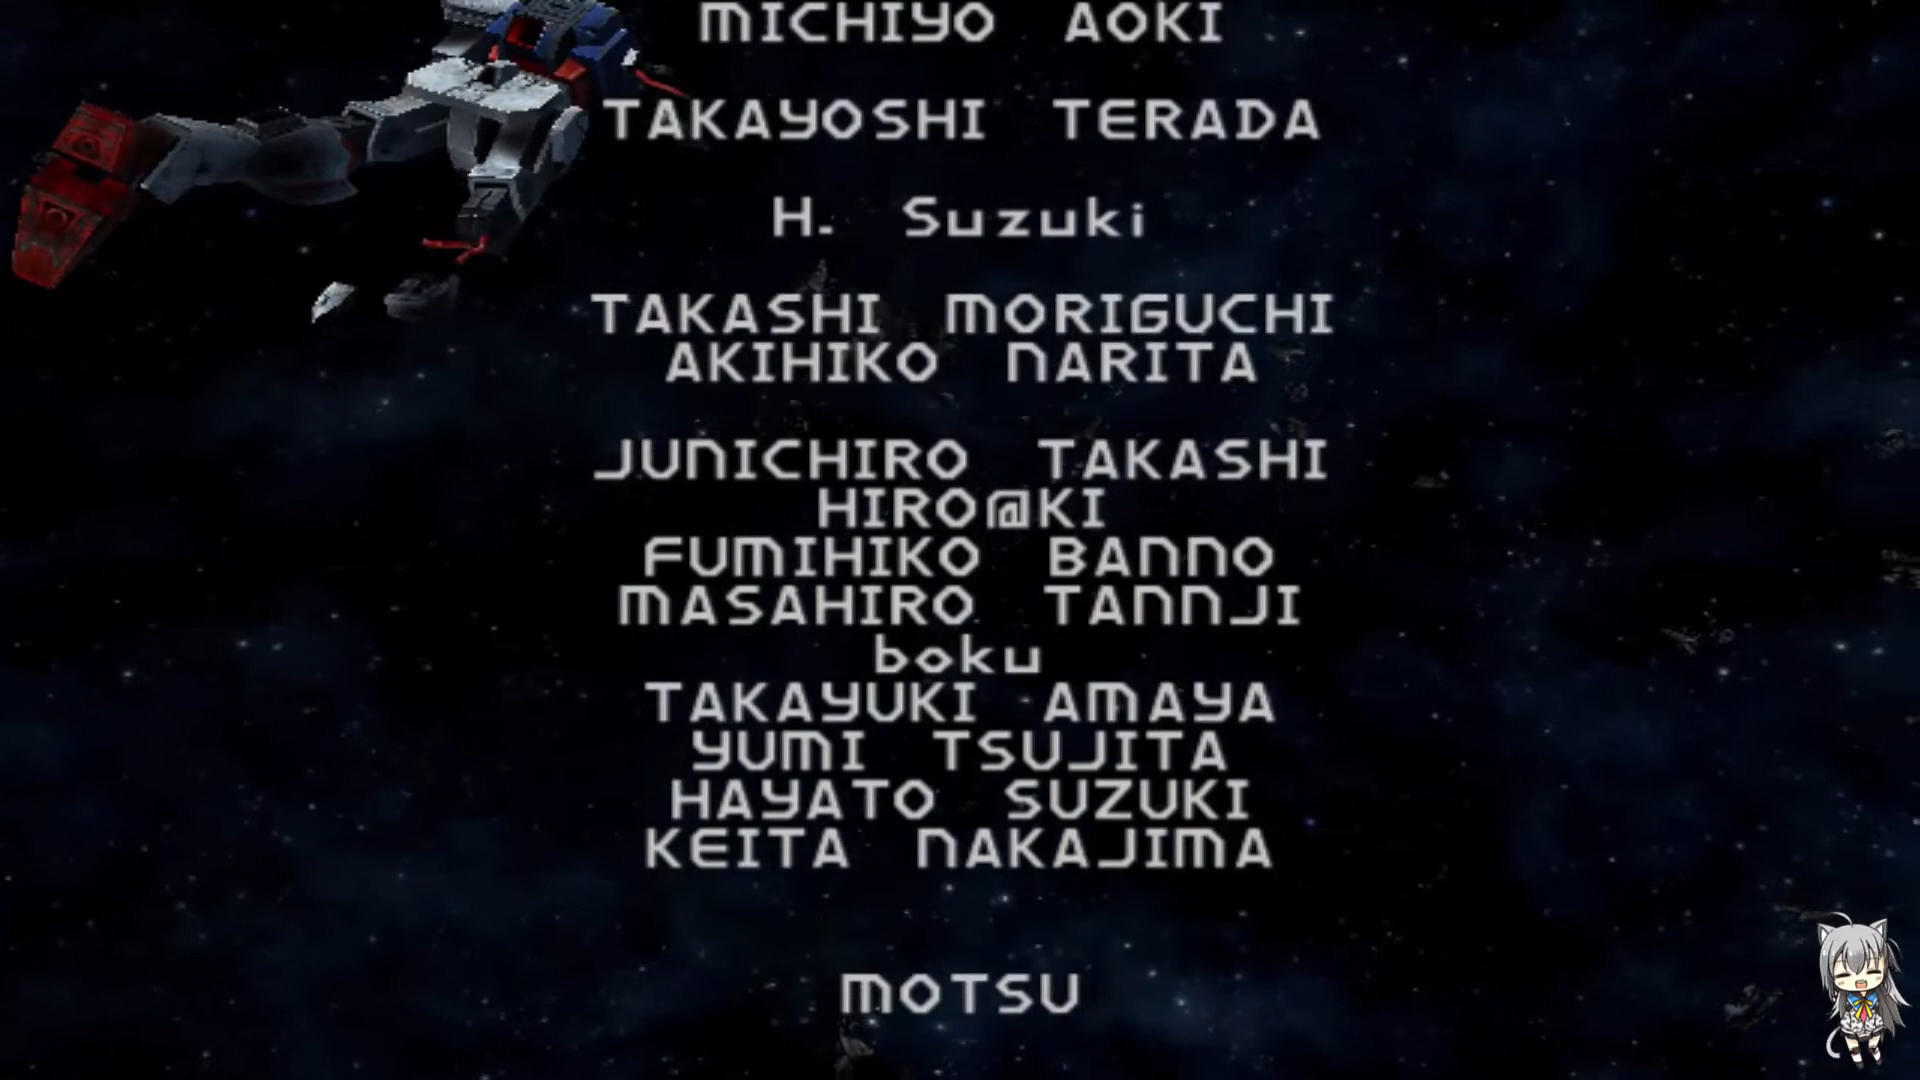 MICHIYO AOKI
TAKAYOSHI TERADA
H. Suzuki
TAKASHI MORIGUCHI
AKIHIKO NARITA
JUNICHIRO TAKASHI
HIRO@KI
FUMIHIKO BANNO
MASAHIRO TANNJI
boku
TAKAYUKI AMAYA
YUMI TSUJITA
HAYATO SUZUKI
KEITA NAKAJIMA
MOTSU